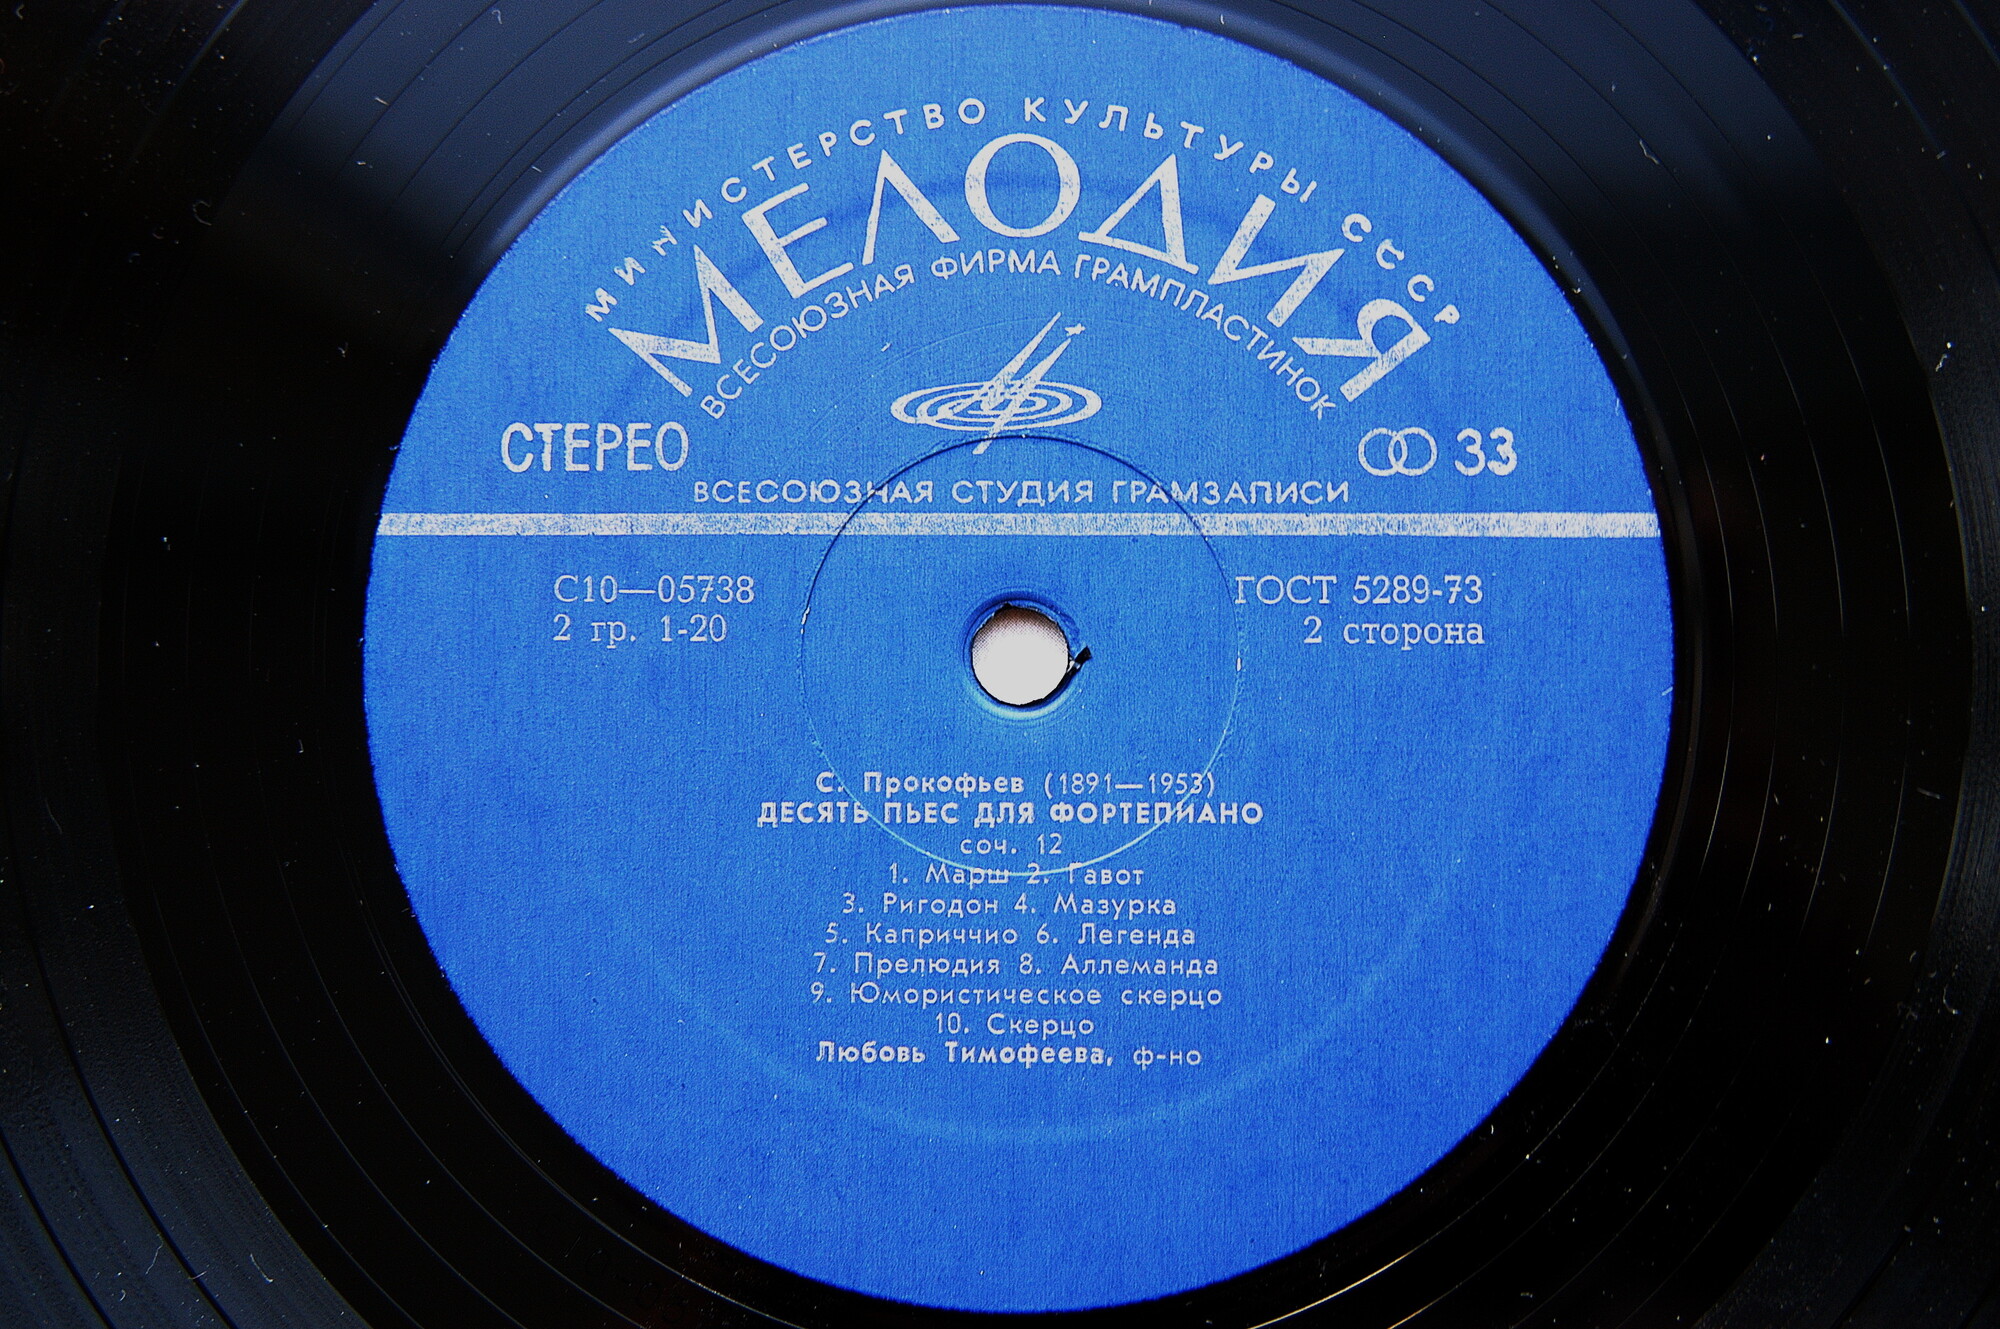 МИНИСТЕРСТВО КУЛЬТУРЫ СССР
МЕЛОДИЯ
ВСЕСОЮЗНАЯ ФИРМА ГРАМПЛАСТИНОК
СТЕРЕО
33
ВСЕСОЮЗНАЯ СТУДИЯ ГРАМЗАПИСИ
С10—05738
ГОСТ 5289-73
2 гр. 1-20
2 сторона
С. Прокофьев (1891—1953)
ДЕСЯТЬ ПЬЕС ДЛЯ ФОРТЕПИАНО
соч. 12
1. Марш 2. Гавот
3. Ригодон 4. Мазурка
5. Каприччио 6. Легенда
7. Прелюдия 8. Аллеманда
9. Юмористическое скерцо
10. Скерцо
Любовь Тимофеева, ф-но